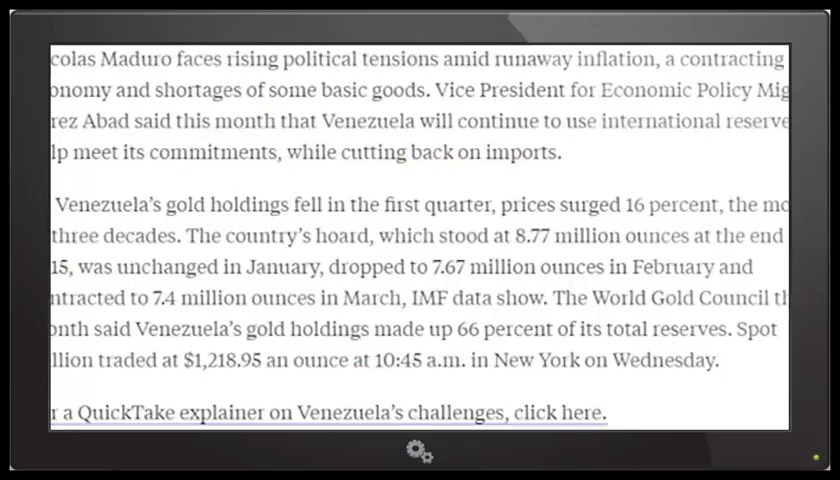 colas Maduro faces rising political tensions amid runaway inflation, a contracting
onomy and shortages of some basic goods. Vice President for Economic Policy Mig
rez Abad said this month that Venezuela will continue to use international reserve
lp meet its commitments, while cutting back on imports.
Venezuela’s gold holdings fell in the first quarter, prices surged 16 percent, the mo
three decades. The country’s hoard, which stood at 8.77 million ounces at the end
15, was unchanged in January, dropped to 7.67 million ounces in February and
ntracted to 7.4 million ounces in March, IMF data show. The World Gold Council th
onth said Venezuela’s gold holdings made up 66 percent of its total reserves. Spot
llion traded at $1,218.95 an ounce at 10:45 a.m. in New York on Wednesday.
r a QuickTake explainer on Venezuela’s challenges, click here.